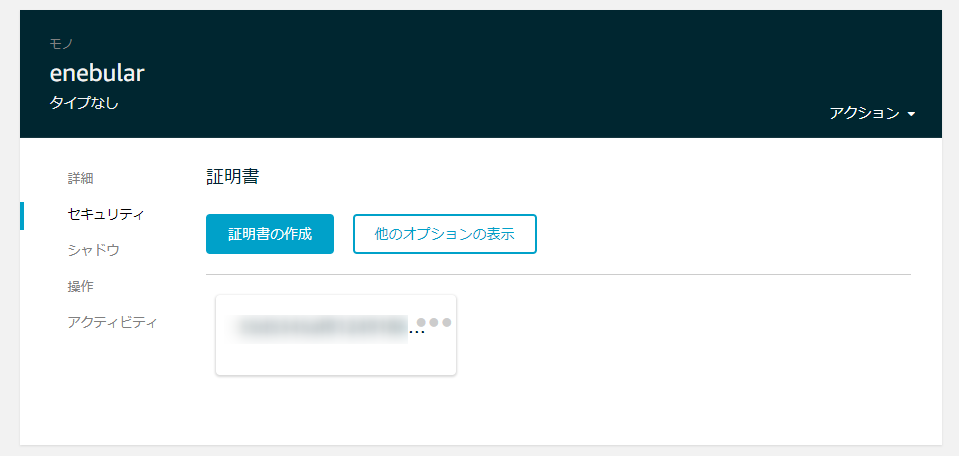 モノ
enebular
タイプなし
アクション
詳細
セキュリティ
シャドウ
操作
アクティビティ
証明書
証明書の作成
他のオプションの表示
...